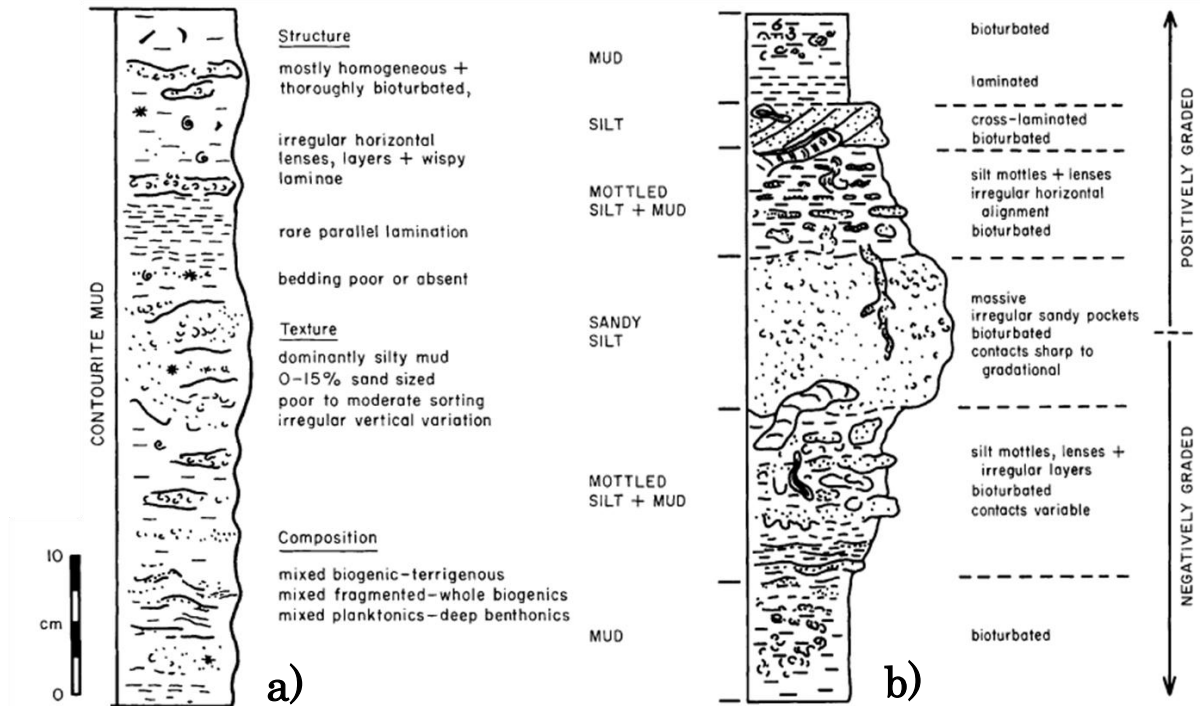 CONTOURITE MUD
10
cm
0
Structure
mostly homogeneous +
thoroughly bioturbated,
irregular horizontal
lenses, layers + wispy
laminae
rare parallel lamination
bedding poor or absent
Texture
dominantly silty mud
0-15% sand sized
poor to moderate sorting
irregular vertical variation
Composition
mixed biogenic-terrigenous
mixed fragmented-whole biogenics
mixed planktonics-deep benthonics
a)
MUD
SILT
MOTTLED
SILT + MUD
SANDY
SILT
MOTTLED
SILT + MUD
MUD
b)
bioturbated
laminated
cross-laminated
bioturbated
silt mottles + lenses
irregular horizontal
alignment
bioturbated
massive
irregular sandy pockets
bioturbated
contacts sharp to
gradational
silt mottles, lenses +
irregular layers
bioturbated
contacts variable
bioturbated
POSITIVELY GRADED
NEGATIVELY GRADED